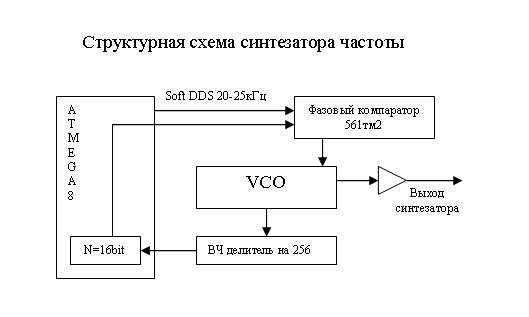 Структурная схема синтезатора частоты
Soft DDS 20-25кГц
A
T
M
E
G
A
8
Фазовый компаратор
561тм2
VCO
Выход
синтезатора
N=16bit
ВЧ делитель на 256